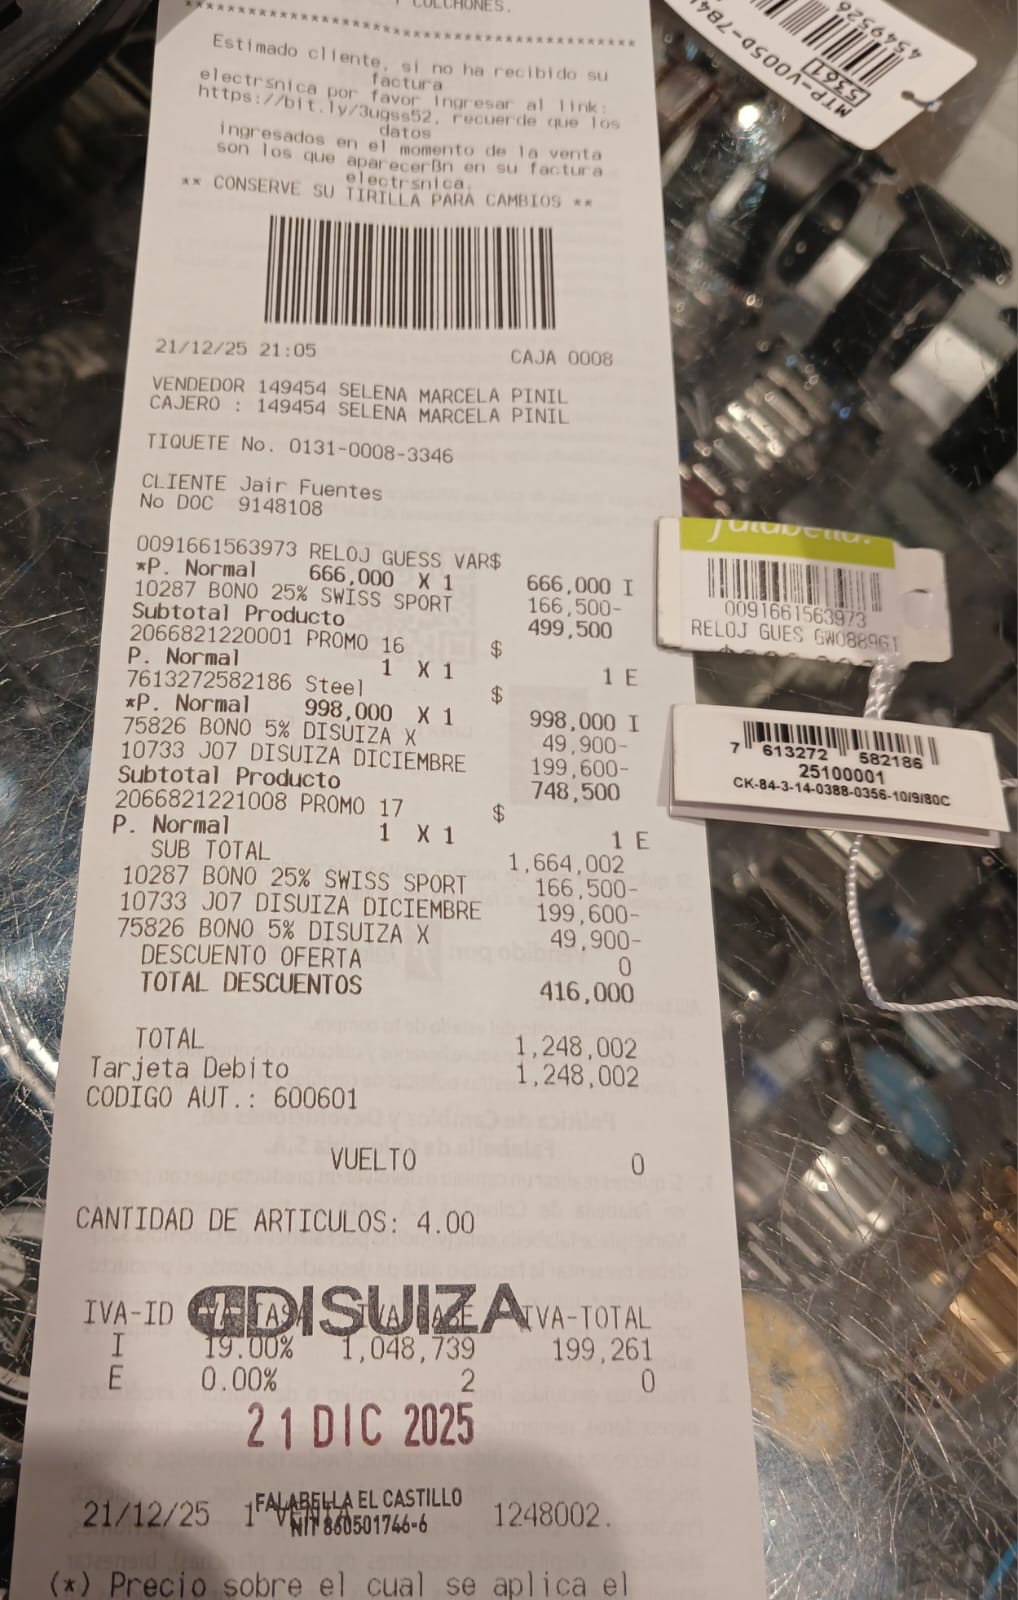 COLCHONES.
****************************************
Estimado cliente, si no ha recibido su
factura
electrsnica por favor ingresar al link:
https://bit.ly/3ugss52, recuerde que los
datos
ingresados en el momento de la venta
son los que aparecerßn en su factura
electrsnica.
** CONSERVE SU TIRILLA PARA CAMBIOS **
21/12/25 21:05 CAJA 0008
VENDEDOR 149454 SELENA MARCELA PINIL
CAJERO : 149454 SELENA MARCELA PINIL
TIQUETE No. 0131-0008-3346
CLIENTE Jair Fuentes
No DOC 9148108
0091661563973 RELOJ GUESS VAR$
*P. Normal 666,000 X 1 666,000 I
10287 BONO 25% SWISS SPORT 166,500-
Subtotal Producto 499,500
2066821220001 PROMO 16 $
P. Normal 1 X 1 1 E
7613272582186 Steel $
*P. Normal 998,000 X 1 998,000 I
75826 BONO 5% DISUIZA X 49,900-
10733 J07 DISUIZA DICIEMBRE 199,600-
Subtotal Producto 748,500
2066821221008 PROMO 17 $
P. Normal 1 X 1 1 E
SUB TOTAL 1,664,002
10287 BONO 25% SWISS SPORT 166,500-
10733 J07 DISUIZA DICIEMBRE 199,600-
75826 BONO 5% DISUIZA X 49,900-
DESCUENTO OFERTA 0
TOTAL DESCUENTOS 416,000
TOTAL 1,248,002
Tarjeta Debito 1,248,002
CODIGO AUT.: 600601
VUELTO 0
CANTIDAD DE ARTICULOS: 4.00
DISUIZA
IVA-ID IVA-TASA IVA-BASE IVA-TOTAL
I 19.00% 1,048,739 199,261
E 0.00% 2 0
21 DIC 2025
21/12/25 1 VENTA 1248002.
FALABELLA EL CASTILLO
NIT 860501746-6
(*) Precio sobre el cual se aplica el
4549526
5361
MTP-V005D-7B4
falabella.
0091661563973
RELOJ GUES GW0889G1
7 613272 582186
25100001
CK-84-3-14-0388-0356-10/9/80C